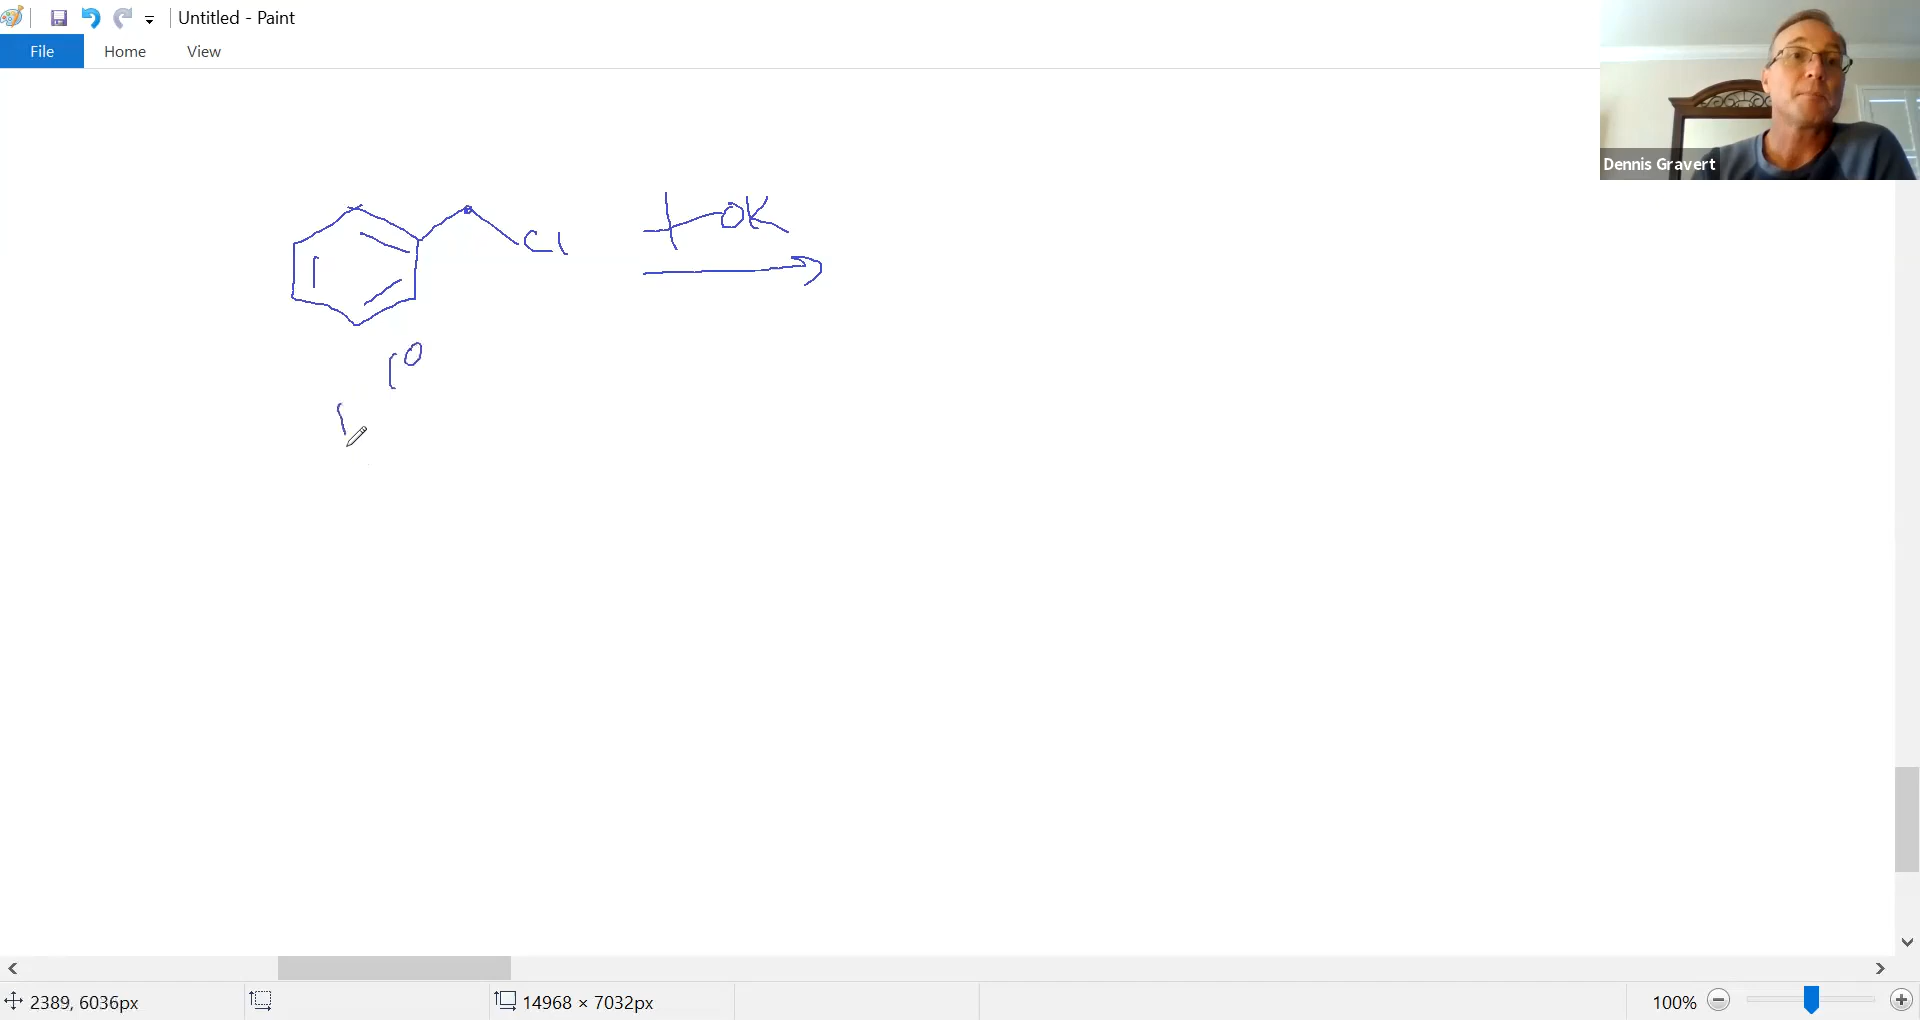 Untitled - Paint
File Home View
Dennis Gravert
OK
Cl
1°
2389, 6036px
14968 × 7032px
100%